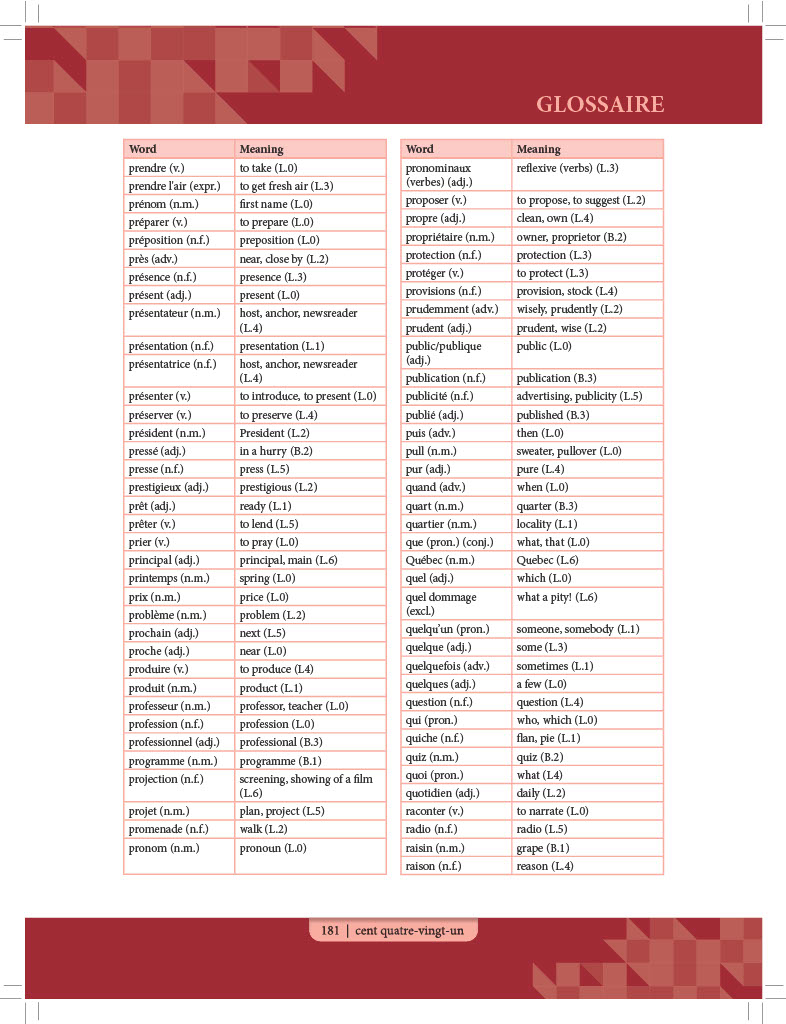 GLOSSAIRE
Word Meaning
prendre (v.) to take (L.0)
prendre l'air (expr.) to get fresh air (L.3)
prénom (n.m.) first name (L.0)
préparer (v.) to prepare (L.0)
préposition (n.f.) preposition (L.0)
près (adv.) near, close by (L.2)
présence (n.f.) presence (L.3)
présent (adj.) present (L.0)
présentateur (n.m.) host, anchor, newsreader
(L.4)
présentation (n.f.) presentation (L.1)
présentatrice (n.f.) host, anchor, newsreader
(L.4)
présenter (v.) to introduce, to present (L.0)
préserver (v.) to preserve (L.4)
président (n.m.) President (L.2)
pressé (adj.) in a hurry (B.2)
presse (n.f.) press (L.5)
prestigieux (adj.) prestigious (L.2)
prêt (adj.) ready (L.1)
prêter (v.) to lend (L.5)
prier (v.) to pray (L.0)
principal (adj.) principal, main (L.6)
printemps (n.m.) spring (L.0)
prix (n.m.) price (L.0)
problème (n.m.) problem (L.2)
prochain (adj.) next (L.5)
proche (adj.) near (L.0)
produire (v.) to produce (L4)
produit (n.m.) product (L.1)
professeur (n.m.) professor, teacher (L.0)
profession (n.f.) profession (L.0)
professionnel (adj.) professional (B.3)
programme (n.m.) programme (B.1)
projection (n.f.) screening, showing of a film
(L.6)
projet (n.m.) plan, project (L.5)
promenade (n.f.) walk (L.2)
pronom (n.m.) pronoun (L.0)
Word Meaning
pronominaux reflexive (verbs) (L.3)
(verbes) (adj.)
proposer (v.) to propose, to suggest (L.2)
propre (adj.) clean, own (L.4)
propriétaire (n.m.) owner, proprietor (B.2)
protection (n.f.) protection (L.3)
protéger (v.) to protect (L.3)
provisions (n.f.) provision, stock (L.4)
prudemment (adv.) wisely, prudently (L.2)
prudent (adj.) prudent, wise (L.2)
public/publique public (L.0)
(adj.)
publication (n.f.) publication (B.3)
publicité (n.f.) advertising, publicity (L.5)
publié (adj.) published (B.3)
puis (adv.) then (L.0)
pull (n.m.) sweater, pullover (L.0)
pur (adj.) pure (L.4)
quand (adv.) when (L.0)
quart (n.m.) quarter (B.3)
quartier (n.m.) locality (L.1)
que (pron.) (conj.) what, that (L.0)
Québec (n.m.) Quebec (L.6)
quel (adj.) which (L.0)
quel dommage what a pity! (L.6)
(excl.)
quelqu'un (pron.) someone, somebody (L.1)
quelque (adj.) some (L.3)
quelquefois (adv.) sometimes (L.1)
quelques (adj.) a few (L.0)
question (n.f.) question (L.4)
qui (pron.) who, which (L.0)
quiche (n.f.) flan, pie (L.1)
quiz (n.m.) quiz (B.2)
quoi (pron.) what (L4)
quotidien (adj.) daily (L.2)
raconter (v.) to narrate (L.0)
radio (n.f.) radio (L.5)
raisin (n.m.) grape (B.1)
raison (n.f.) reason (L.4)
181 | cent quatre-vingt-un